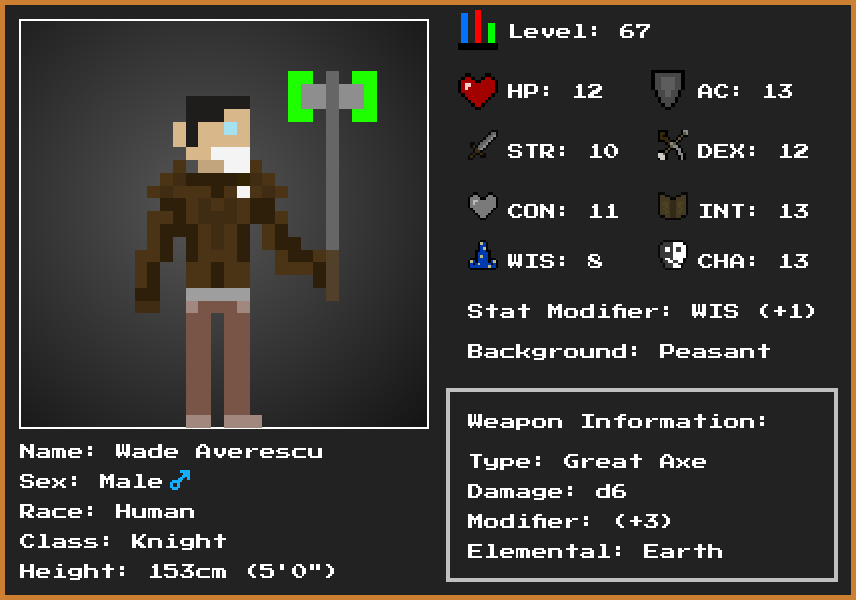 Level: 67
HP: 12 AC: 13
STR: 10 DEX: 12
CON: 11 INT: 13
WIS: 8 CHA: 13
Stat Modifier: WIS (+1)
Background: Peasant
Weapon Information:
Type: Great Axe
Damage: d6
Modifier: (+3)
Elemental: Earth
Name: Wade Averescu
Sex: Male ♂
Race: Human
Class: Knight
Height: 153cm (5'0")